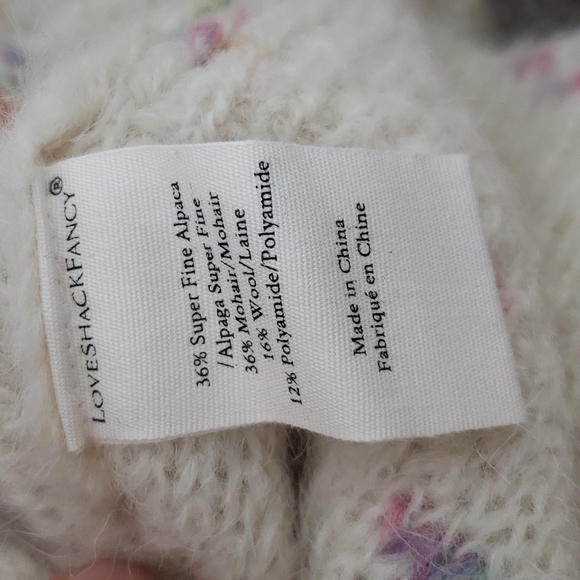 LOVESHACKFANCY®
36% Super Fine Alpaca
/Alpaga Super Fine
36% Mohair/Mohair
16% Wool/Laine
12% Polyamide/Polyamide
Made in China
Fabriqué en Chine